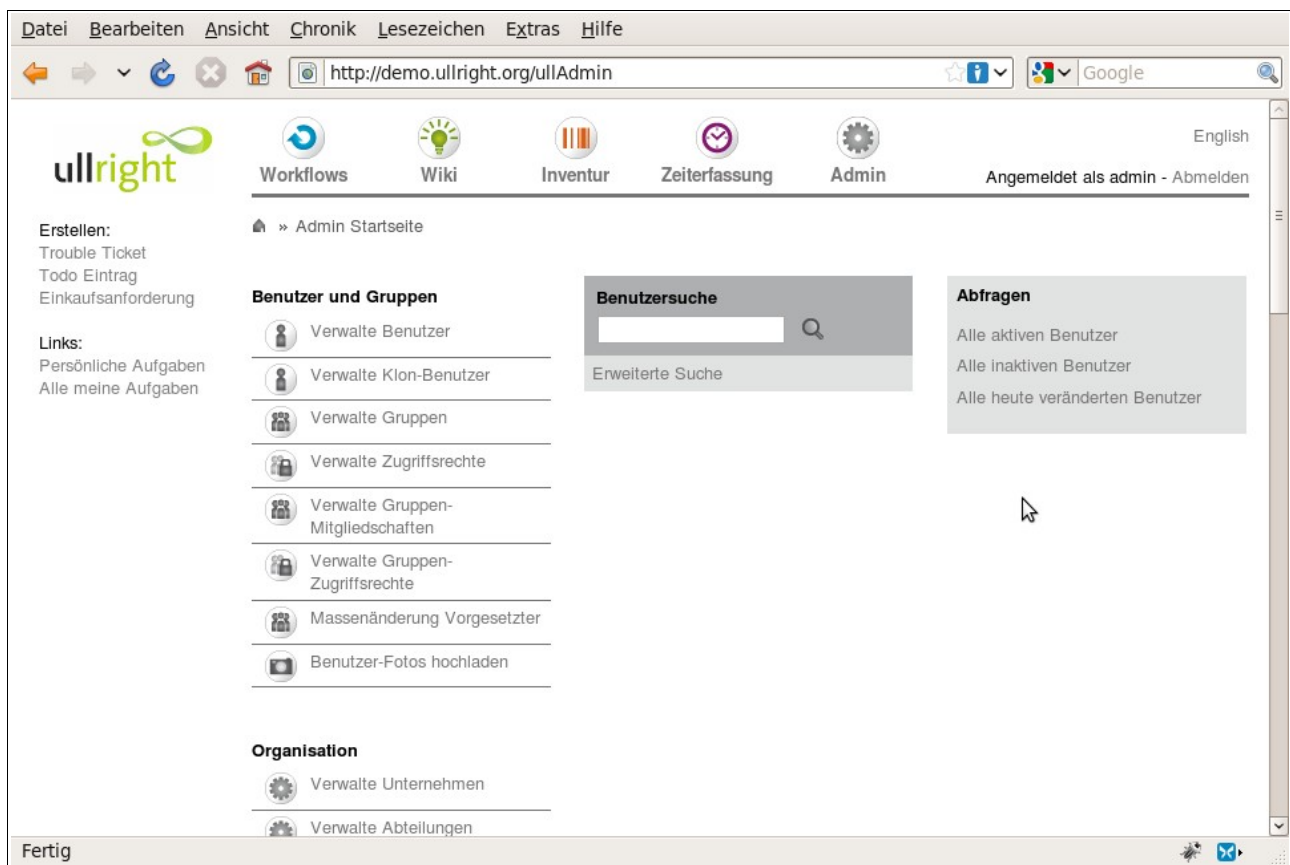 Datei Bearbeiten Ansicht Chronik Lesezeichen Extras Hilfe
http://demo.ullright.org/ullAdmin
Google
ullright
Workflows
Wiki
Inventur
Zeiterfassung
Admin
English
Angemeldet als admin - Abmelden
Erstellen:
Trouble Ticket
Todo Eintrag
Einkaufsanforderung
Links:
Persönliche Aufgaben
Alle meine Aufgaben
» Admin Startseite
Benutzer und Gruppen
Verwalte Benutzer
Verwalte Klon-Benutzer
Verwalte Gruppen
Verwalte Zugriffsrechte
Verwalte Gruppen-
Mitgliedschaften
Verwalte Gruppen-
Zugriffsrechte
Massenänderung Vorgesetzter
Benutzer-Fotos hochladen
Organisation
Verwalte Unternehmen
Verwalte Abteilungen
Benutzersuche
Erweiterte Suche
Abfragen
Alle aktiven Benutzer
Alle inaktiven Benutzer
Alle heute veränderten Benutzer
Fertig